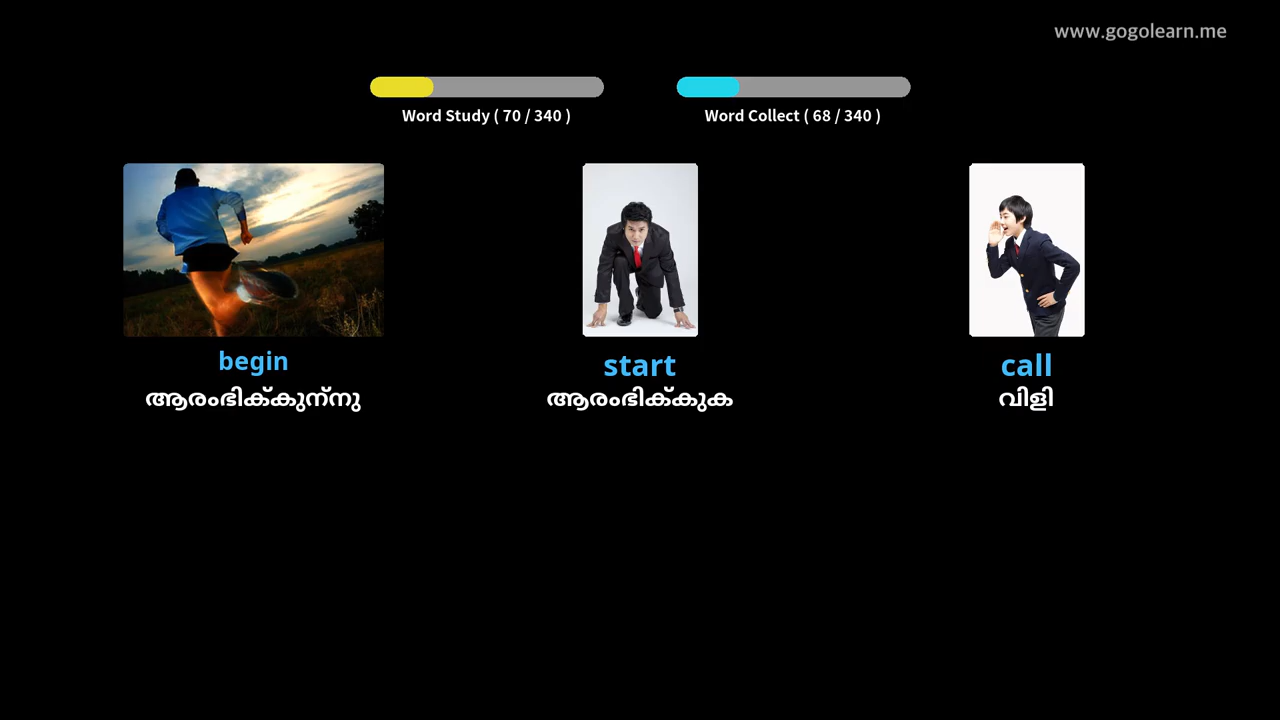 www.gogolearn.me
Word Study ( 70 / 340 )
Word Collect ( 68 / 340 )
begin
ആരംഭിക്കുന്നു
start
ആരംഭിക്കുക
call
വിളി